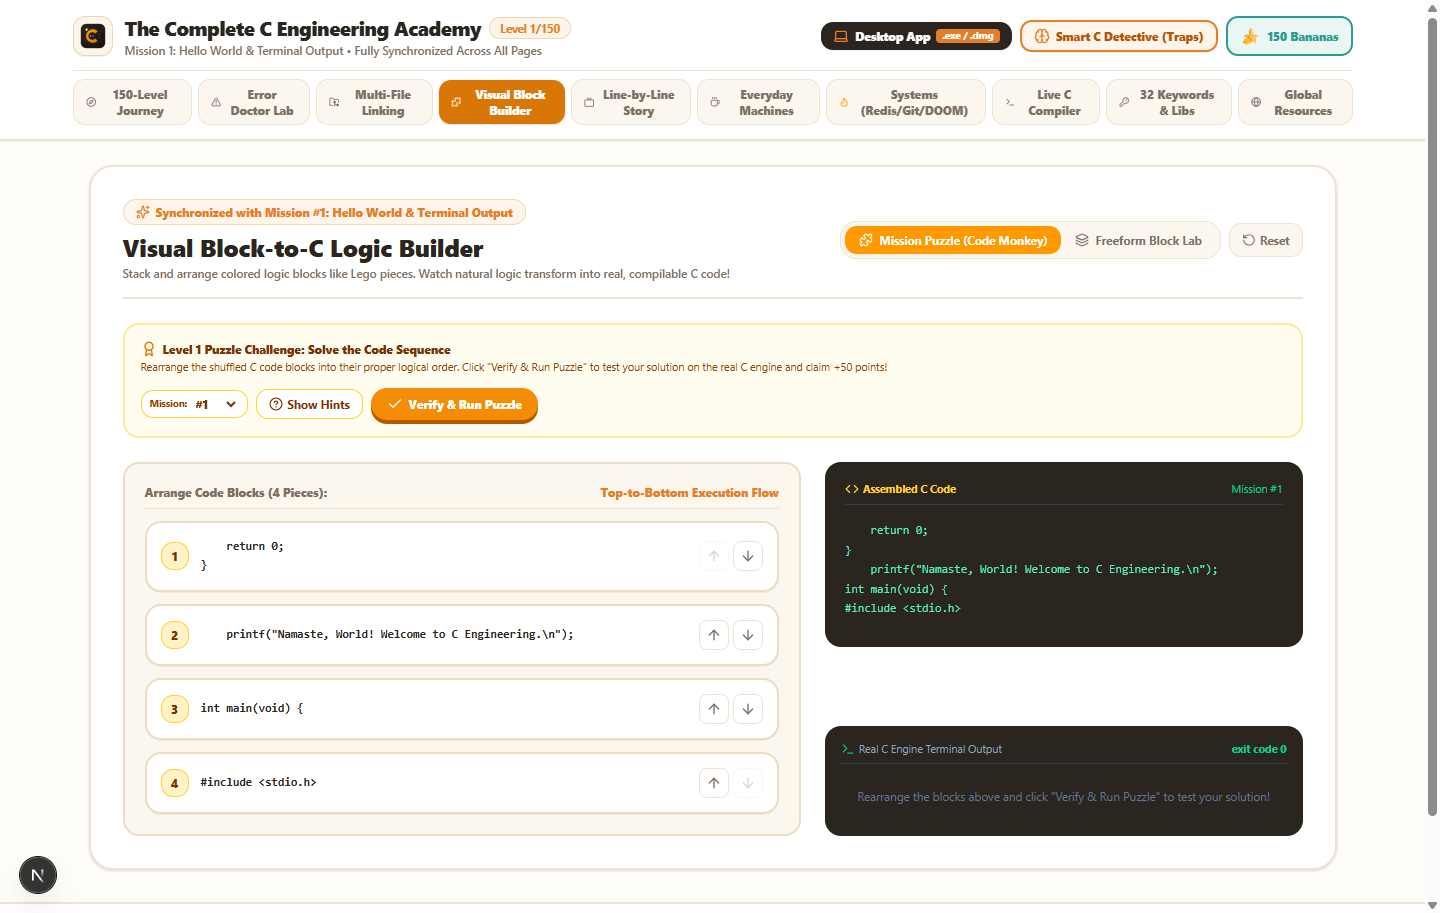 The Complete C Engineering Academy
Level 1/150
Mission 1: Hello World & Terminal Output • Fully Synchronized Across All Pages
Desktop App .exe / .dmg
Smart C Detective (Traps)
150 Bananas
150-Level
Journey
Error
Doctor Lab
Multi-File
Linking
Visual Block
Builder
Line-by-Line
Story
Everyday
Machines
Systems
(Redis/Git/DOOM)
Live C
Compiler
32 Keywords
& Libs
Global
Resources
Synchronized with Mission #1: Hello World & Terminal Output
Visual Block-to-C Logic Builder
Stack and arrange colored logic blocks like Lego pieces. Watch natural logic transform into real, compilable C code!
Mission Puzzle (Code Monkey)
Freeform Block Lab
Reset
Level 1 Puzzle Challenge: Solve the Code Sequence
Rearrange the shuffled C code blocks into their proper logical order. Click "Verify & Run Puzzle" to test your solution on the real C engine and claim +50 points!
Mission: #1
Show Hints
Verify & Run Puzzle
Arrange Code Blocks (4 Pieces):
Top-to-Bottom Execution Flow
1
return 0;
}
2
printf("Namaste, World! Welcome to C Engineering.\n");
3
int main(void) {
4
#include <stdio.h>
Assembled C Code
Mission #1
return 0;
}
printf("Namaste, World! Welcome to C Engineering.\n");
int main(void) {
#include <stdio.h>
Real C Engine Terminal Output
exit code 0
Rearrange the blocks above and click "Verify & Run Puzzle" to test your solution!
N